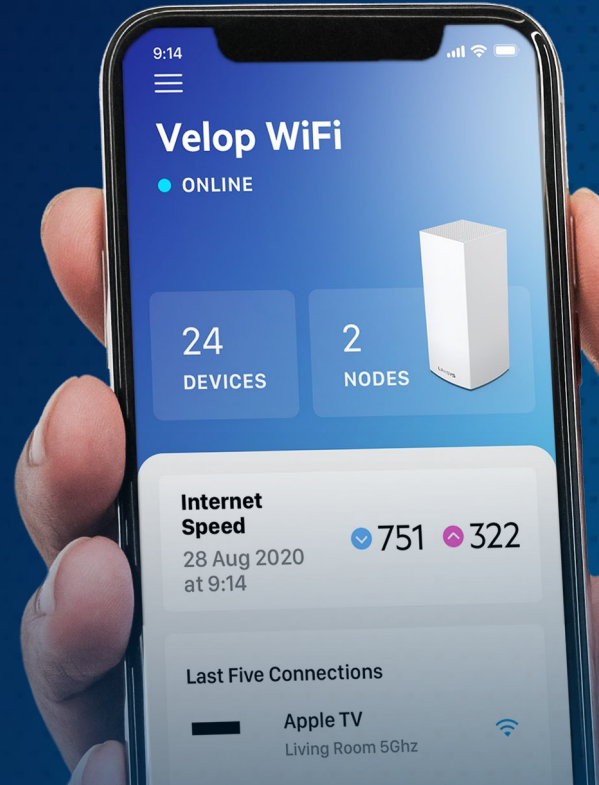 9:14
Velop WiFi
ONLINE
24
DEVICES
2
NODES
LINKSYS
Internet
Speed
28 Aug 2020
at 9:14
751
322
Last Five Connections
Apple TV
Living Room 5Ghz